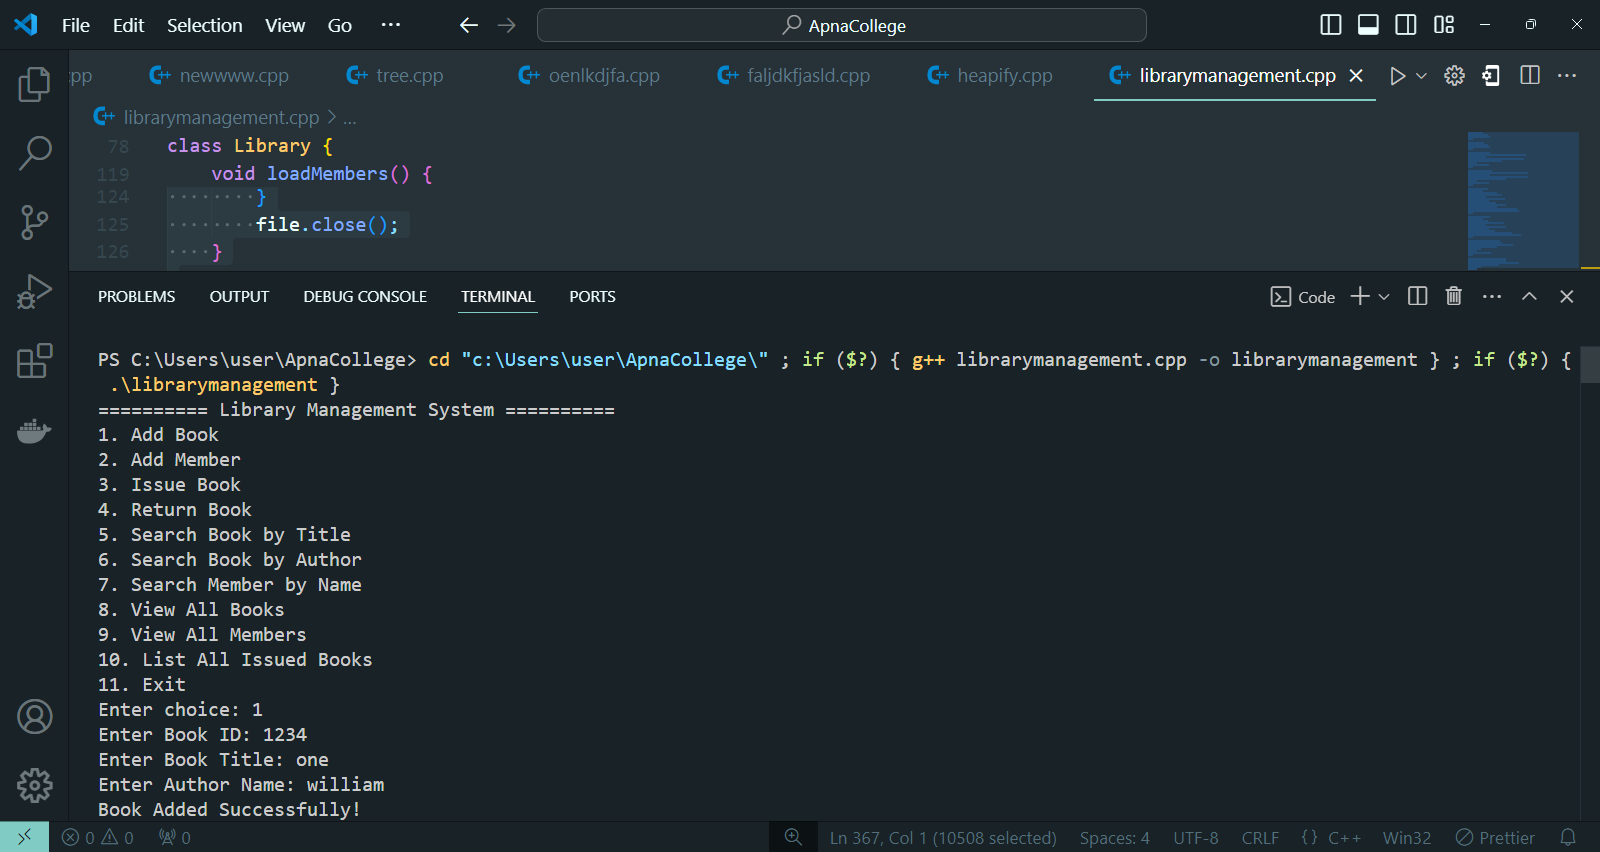 File Edit Selection View Go ··· ApnaCollege
cpp newwww.cpp tree.cpp oenlkdjfa.cpp faljdkfjasld.cpp heapify.cpp librarymanagement.cpp
librarymanagement.cpp > ...
78 class Library {
119 void loadMembers() {
124 }
125 file.close();
126 }
PROBLEMS OUTPUT DEBUG CONSOLE TERMINAL PORTS Code
PS C:\Users\user\ApnaCollege> cd "c:\Users\user\ApnaCollege\" ; if ($?) { g++ librarymanagement.cpp -o librarymanagement } ; if ($?) {
.\librarymanagement }
========== Library Management System ==========
1. Add Book
2. Add Member
3. Issue Book
4. Return Book
5. Search Book by Title
6. Search Book by Author
7. Search Member by Name
8. View All Books
9. View All Members
10. List All Issued Books
11. Exit
Enter choice: 1
Enter Book ID: 1234
Enter Book Title: one
Enter Author Name: william
Book Added Successfully!
0 0 0 Ln 367, Col 1 (10508 selected) Spaces: 4 UTF-8 CRLF {} C++ Win32 Prettier